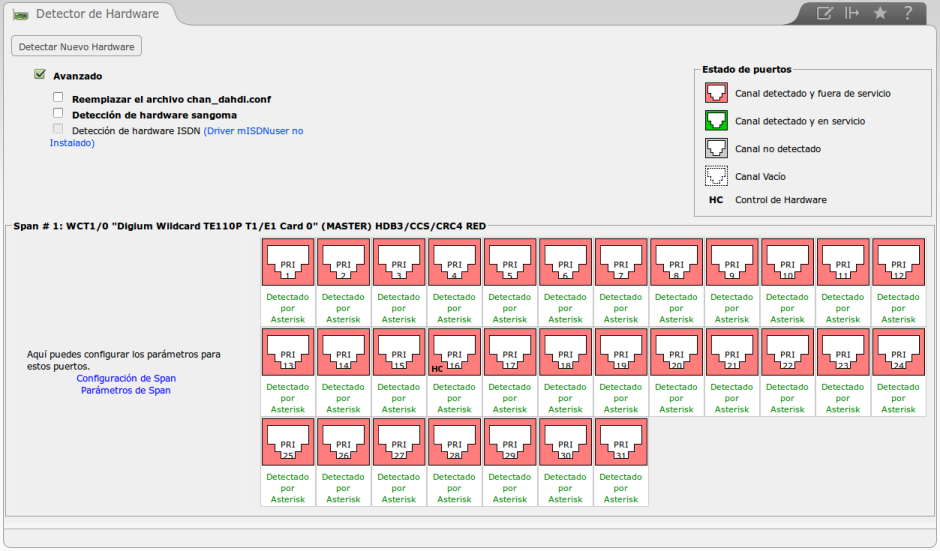 Detector de Hardware
?
Detectar Nuevo Hardware
Avanzado
Reemplazar el archivo chan_dahdi.conf
Detección de hardware sangoma
Detección de hardware ISDN (Driver mISDNuser no
Instalado)
Estado de puertos
Canal detectado y fuera de servicio
Canal detectado y en servicio
Canal no detectado
Canal Vacío
HC Control de Hardware
Span # 1: WCT1/0 "Digium Wildcard TE110P T1/E1 Card 0" (MASTER) HDB3/CCS/CRC4 RED
Aquí puedes configurar los parámetros para
estos puertos.
Configuración de Span
Parámetros de Span
PRI PRI PRI PRI PRI PRI PRI PRI PRI PRI PRI PRI
1 2 3 4 5 6 7 8 9 10 11 12
Detectado Detectado Detectado Detectado Detectado Detectado Detectado Detectado Detectado Detectado Detectado Detectado
por por por por por por por por por por por por
Asterisk Asterisk Asterisk Asterisk Asterisk Asterisk Asterisk Asterisk Asterisk Asterisk Asterisk Asterisk
PRI PRI PRI PRI PRI PRI PRI PRI PRI PRI PRI PRI
13 14 15 HC 16 17 18 19 20 21 22 23 24
Detectado Detectado Detectado Detectado Detectado Detectado Detectado Detectado Detectado Detectado Detectado Detectado
por por por por por por por por por por por por
Asterisk Asterisk Asterisk Asterisk Asterisk Asterisk Asterisk Asterisk Asterisk Asterisk Asterisk Asterisk
PRI PRI PRI PRI PRI PRI PRI
25 26 27 28 29 30 31
Detectado Detectado Detectado Detectado Detectado Detectado Detectado
por por por por por por por
Asterisk Asterisk Asterisk Asterisk Asterisk Asterisk Asterisk